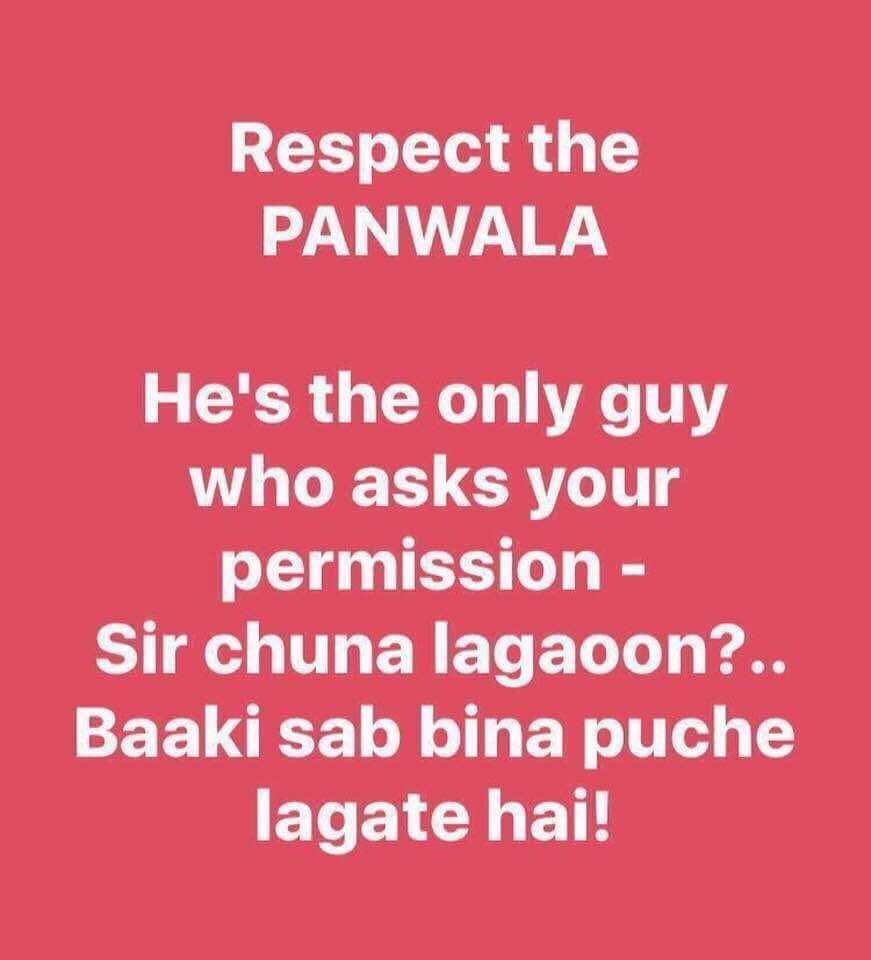 Respect the
PANWALA
He's the only guy
who asks your
permission -
Sir chuna lagaoon?..
Baaki sab bina puche
lagate hai!